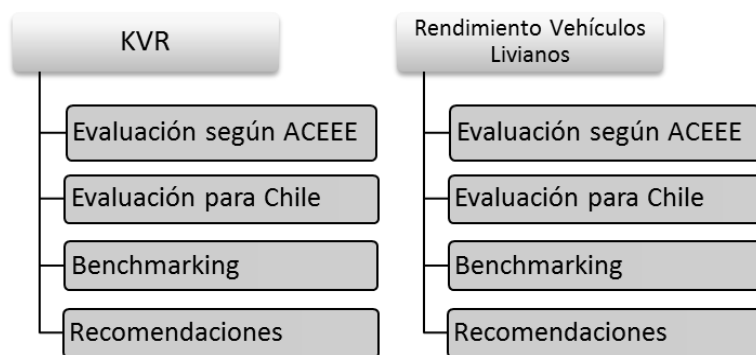 KVR
Evaluación según ACEEE
Evaluación para Chile
Benchmarking
Recomendaciones
Rendimiento Vehículos
Livianos
Evaluación según ACEEE
Evaluación para Chile
Benchmarking
Recomendaciones